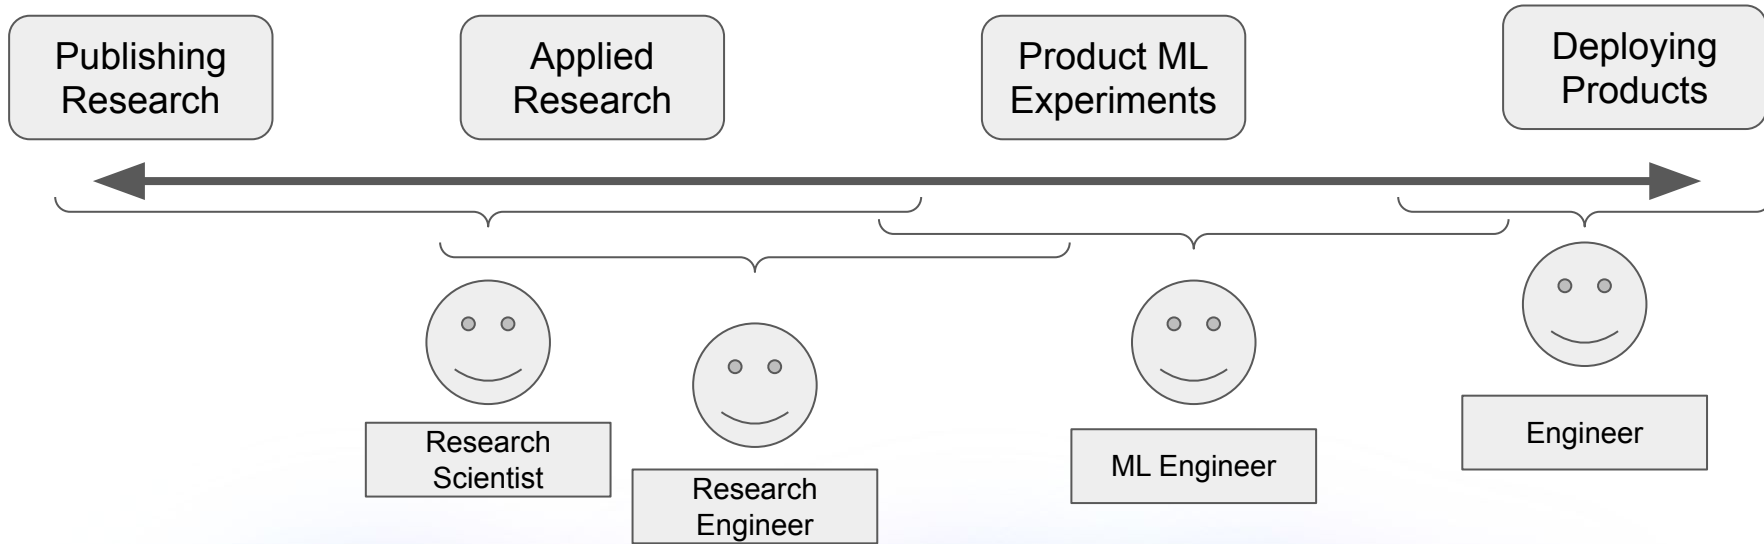 Publishing
Research
Applied
Research
Product ML
Experiments
Deploying
Products
Research
Scientist
Research
Engineer
ML Engineer
Engineer